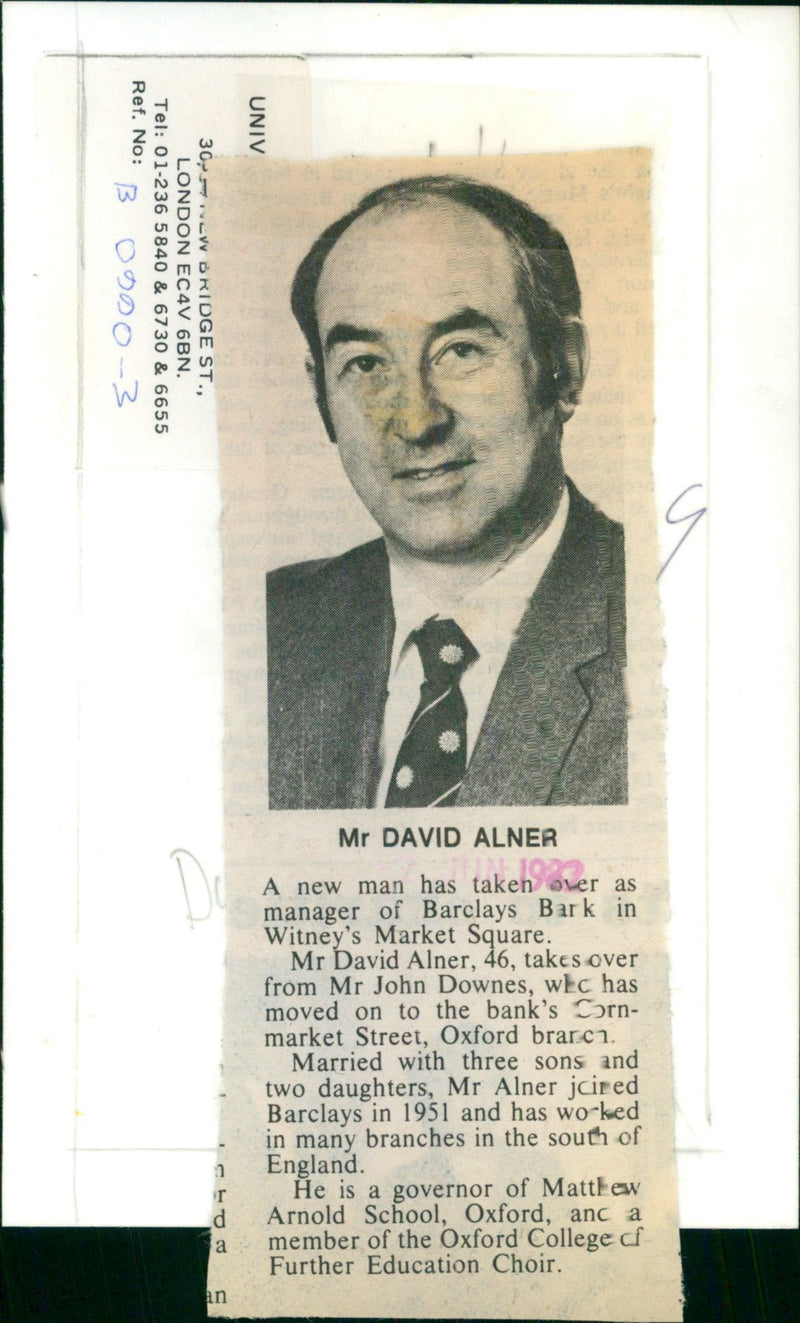 UNIV
BRIDGE ST.,
LONDON EC4V 6BN.
Tel: 01-236 5840 & 6730 & 6655
Ref. No:
Mr DAVID ALNER
JUN 1982
A new man has taken over as
manager of Barclays Bank in
Witney's Market Square.
Mr David Alner, 46, takes over
from Mr John Downes, who has
moved on to the bank's Corn-
market Street, Oxford branch.
Married with three sons and
two daughters, Mr Alner joined
Barclays in 1951 and has worked
in many branches in the south of
England.
He is a governor of Matthew
Arnold School, Oxford, and a
member of the Oxford College of
Further Education Choir.